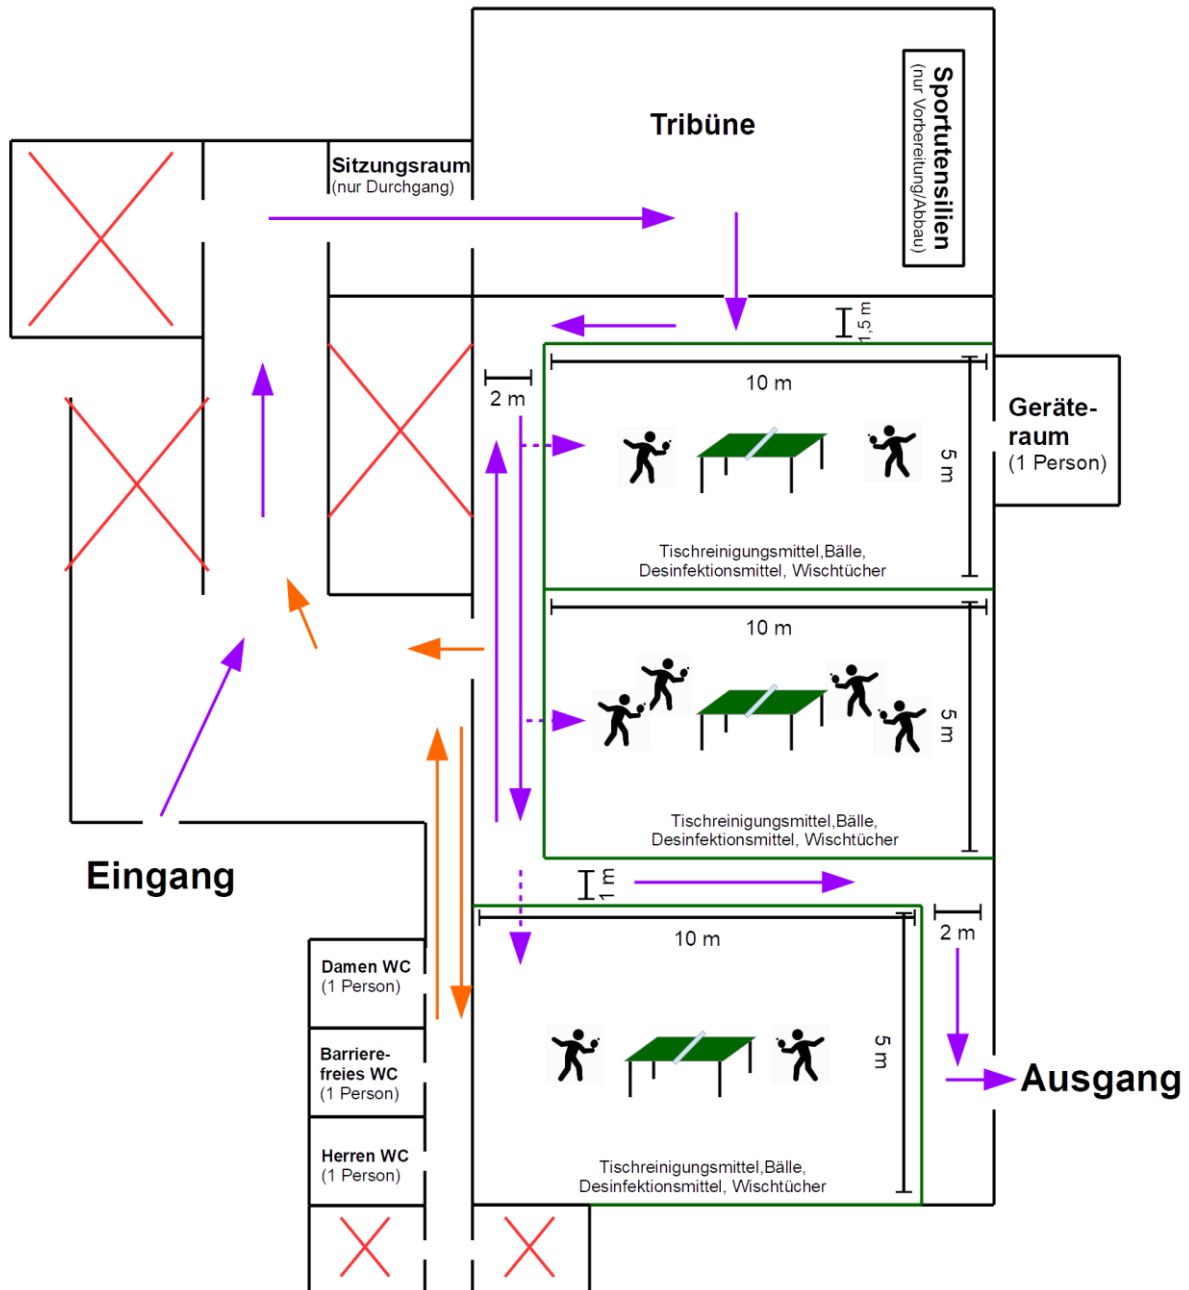 Tribüne
Sportutensilien
(nur Vorbereitung/Abbau)
Sitzungsraum
(nur Durchgang)
1,5 m
10 m
2 m
5 m
Geräte-
raum
(1 Person)
Tischreinigungsmittel,Bälle,
Desinfektionsmittel, Wischtücher
10 m
5 m
Tischreinigungsmittel,Bälle,
Desinfektionsmittel, Wischtücher
Eingang
1 m
10 m
2 m
5 m
Damen WC
(1 Person)
Barriere-
freies WC
(1 Person)
Herren WC
(1 Person)
Ausgang
Tischreinigungsmittel,Bälle,
Desinfektionsmittel, Wischtücher